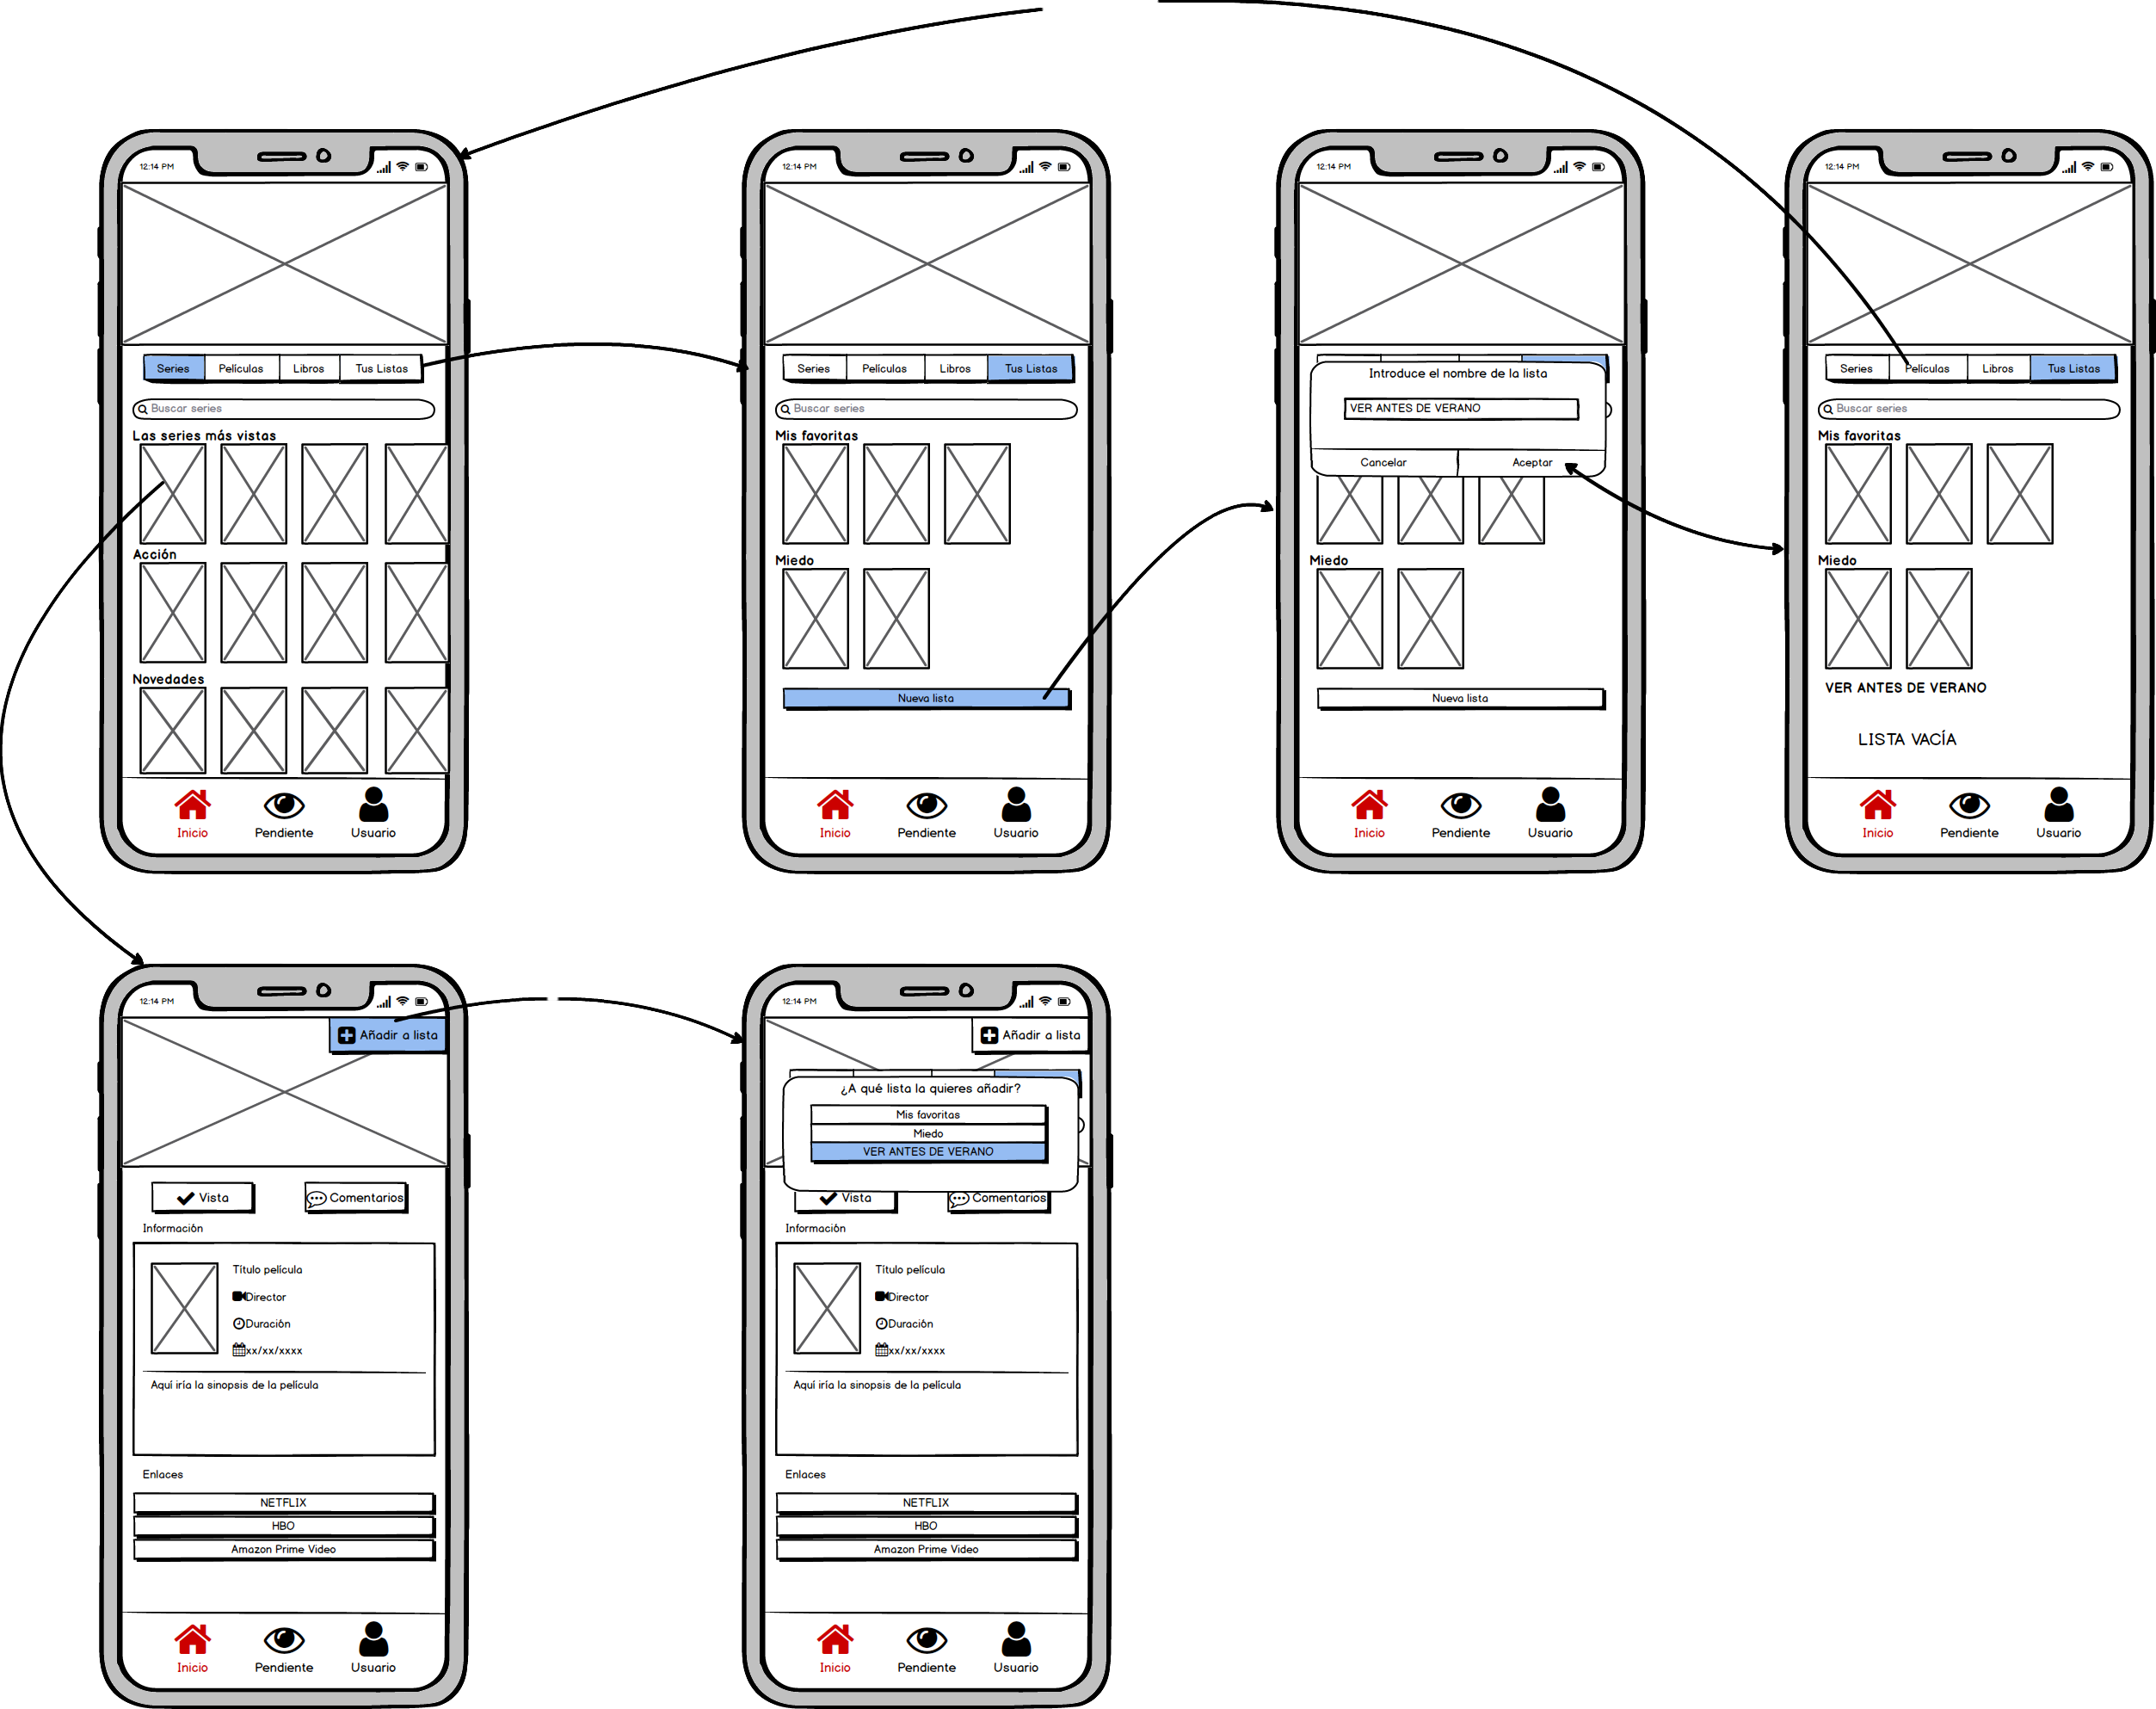 12:14 PM
Series Películas Libros Tus Listas
Buscar series
Las series más vistas
Acción
Novedades
Inicio Pendiente Usuario
12:14 PM
Series Películas Libros Tus Listas
Buscar series
Mis favoritas
Miedo
Nueva lista
Inicio Pendiente Usuario
12:14 PM
Introduce el nombre de la lista
VER ANTES DE VERANO
Cancelar Aceptar
Miedo
Nueva lista
Inicio Pendiente Usuario
12:14 PM
Series Películas Libros Tus Listas
Buscar series
Mis favoritas
Miedo
VER ANTES DE VERANO
LISTA VACÍA
Inicio Pendiente Usuario
12:14 PM
Añadir a lista
Vista Comentarios
Información
Título película
Director
Duración
xx/xx/xxxx
Aquí iría la sinopsis de la película
Enlaces
NETFLIX
HBO
Amazon Prime Video
Inicio Pendiente Usuario
12:14 PM
Añadir a lista
¿A qué lista la quieres añadir?
Mis favoritas
Miedo
VER ANTES DE VERANO
Vista Comentarios
Información
Título película
Director
Duración
xx/xx/xxxx
Aquí iría la sinopsis de la película
Enlaces
NETFLIX
HBO
Amazon Prime Video
Inicio Pendiente Usuario